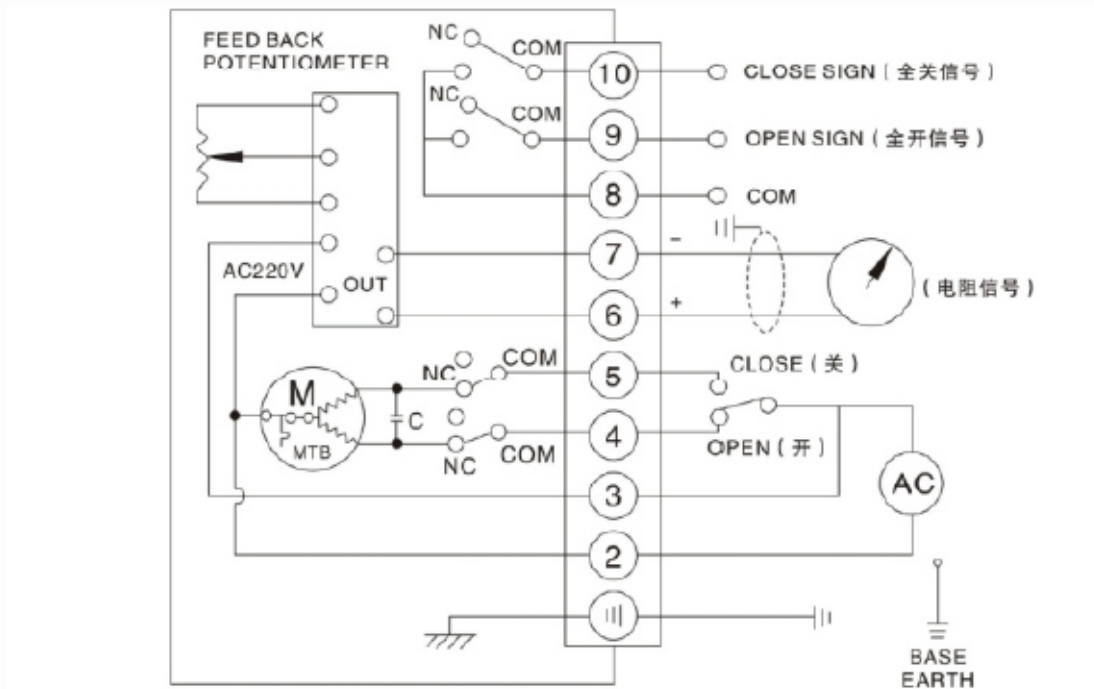 FEED BACK
POTENTIOMETER
NC
COM
10
CLOSE SIGN ( 全关信号 )
NC
COM
9
OPEN SIGN ( 全开信号 )
8
COM
7
−
AC220V
OUT
( 电阻信号 )
6
+
NC
COM
5
CLOSE ( 关 )
M
C
MTB
4
NC
COM
OPEN ( 开 )
3
AC
2
BASE
EARTH